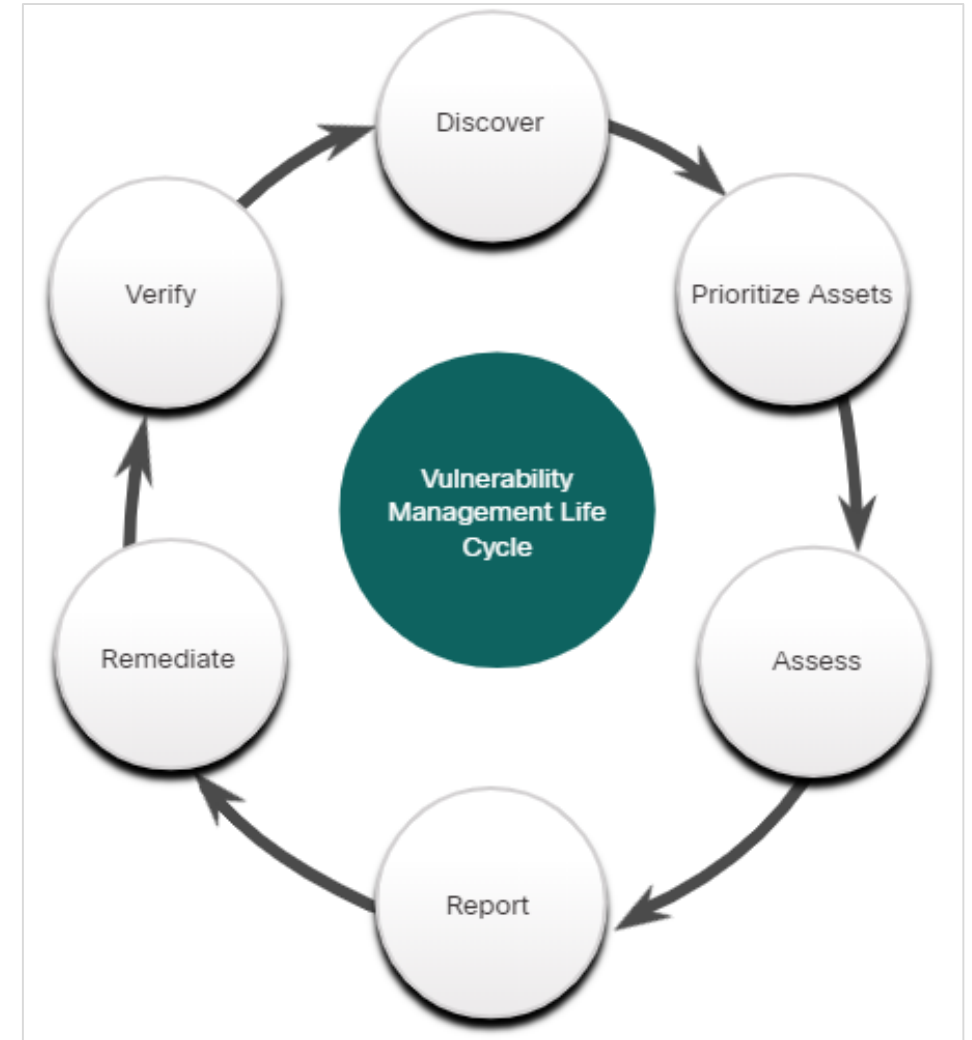 Discover
Prioritize Assets
Assess
Report
Remediate
Verify
Vulnerability
Management Life
Cycle